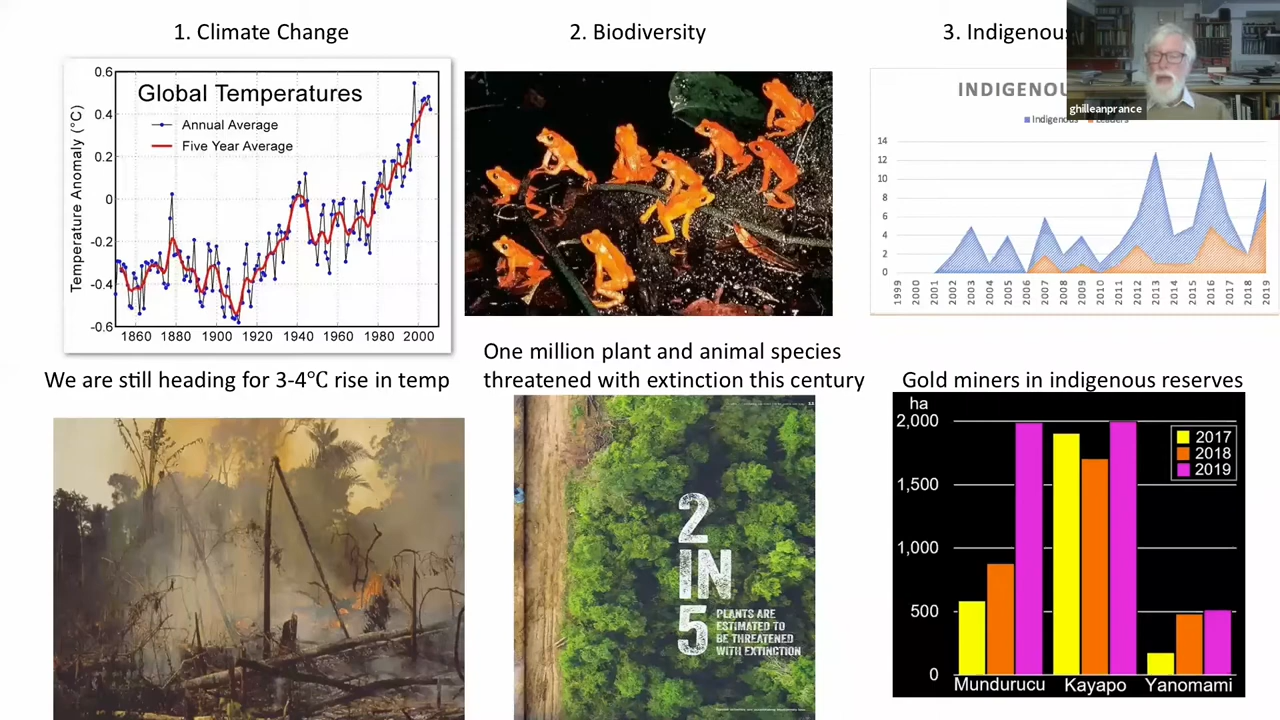 1. Climate Change
2. Biodiversity
3. Indigenous
ghilleanprance
Global Temperatures
Annual Average
Five Year Average
Temperature Anomaly (°C)
0.6
0.4
0.2
0
-0.2
-0.4
-0.6
1860 1880 1900 1920 1940 1960 1980 2000
INDIGENOU
Indigenous Leaders
14
12
10
8
6
4
2
0
1999 2000 2001 2002 2003 2004 2005 2006 2007 2008 2009 2010 2011 2012 2013 2014 2015 2016 2017 2018 2019
We are still heading for 3-4℃ rise in temp
One million plant and animal species
threatened with extinction this century
Gold miners in indigenous reserves
2
IN
5
PLANTS ARE
ESTIMATED TO
BE THREATENED
WITH EXTINCTION
ha
2,000
1,500
1,000
500
0
2017
2018
2019
Mundurucu Kayapo Yanomami